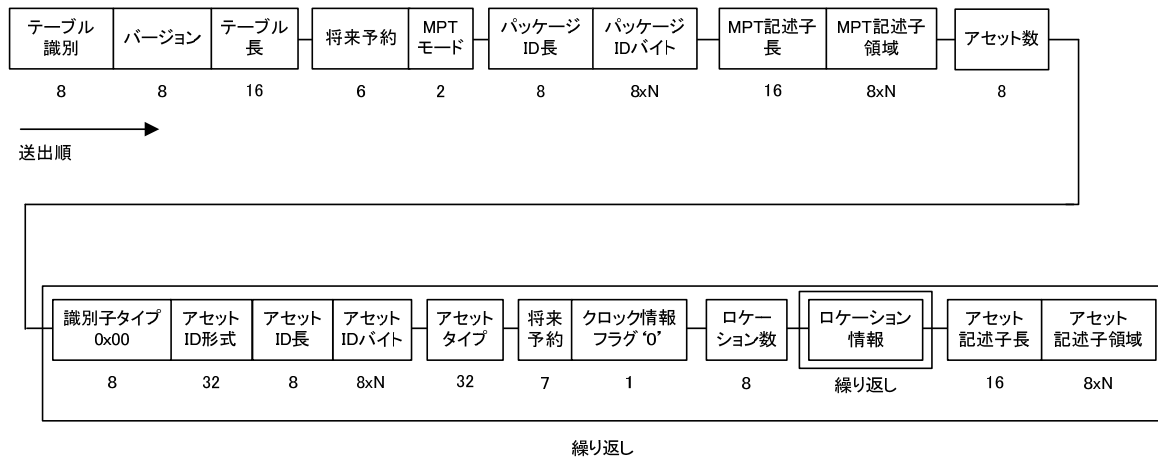 テーブル
識別
バージョン
テーブル
長
将来予約
MPT
モード
パッケージ
ID長
パッケージ
IDバイト
MPT記述子
長
MPT記述子
領域
アセット数
8
8
16
6
2
8
8xN
16
8xN
8
送出順
識別子タイプ
0x00
アセット
ID形式
アセット
ID長
アセット
IDバイト
アセット
タイプ
将来
予約
クロック情報
フラグ‘0’
ロケー
ション数
ロケーション
情報
アセット
記述子長
アセット
記述子領域
8
32
8
8xN
32
7
1
8
繰り返し
16
8xN
繰り返し